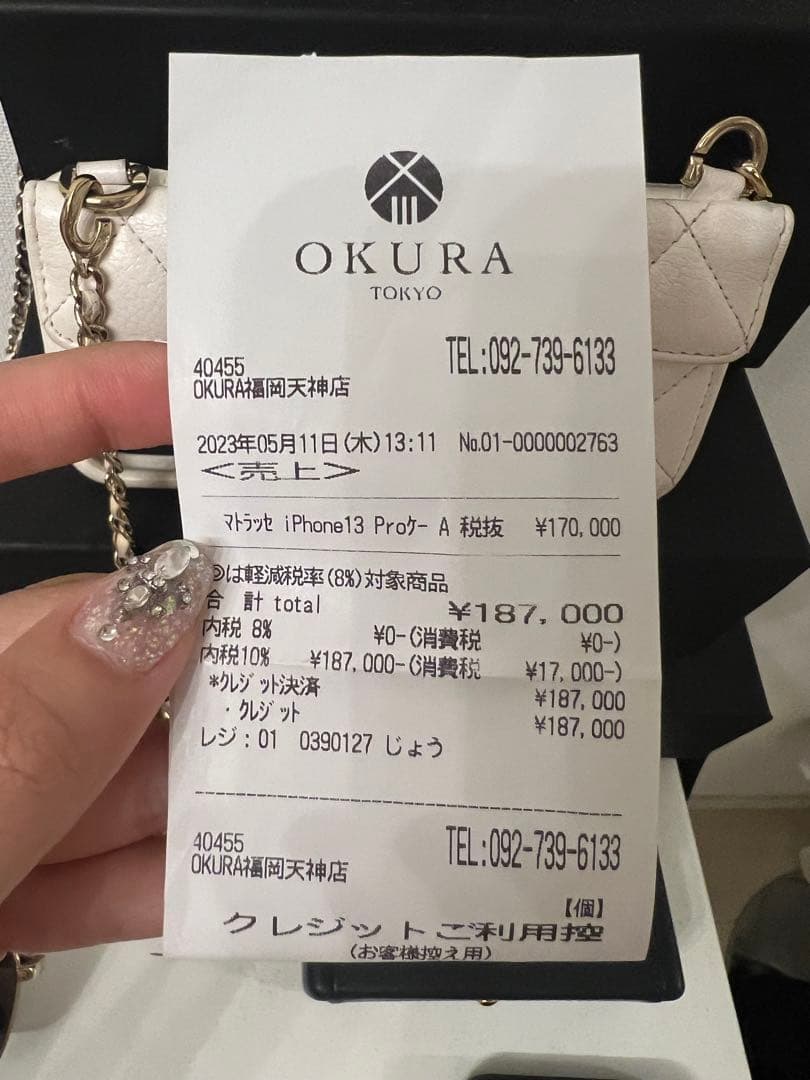 OKURA
TOKYO
40455 TEL:092-739-6133
OKURA福岡天神店
2023年05月11日(木)13:11 №01-0000002763
<売上>
ﾏﾄﾗｯｾ iPhone13 Proｹｰ A 税抜 ¥170,000
◎は軽減税率(8%)対象商品
合 計 total ¥187,000
内税 8% ¥0-(消費税 ¥0-)
内税10% ¥187,000-(消費税 ¥17,000-)
*ｸﾚｼﾞｯﾄ決済 ¥187,000
・ｸﾚｼﾞｯﾄ ¥187,000
レジ:01 0390127 じょう
40455 TEL:092-739-6133
OKURA福岡天神店
【個】
クレジットご利用控
(お客様控え用)